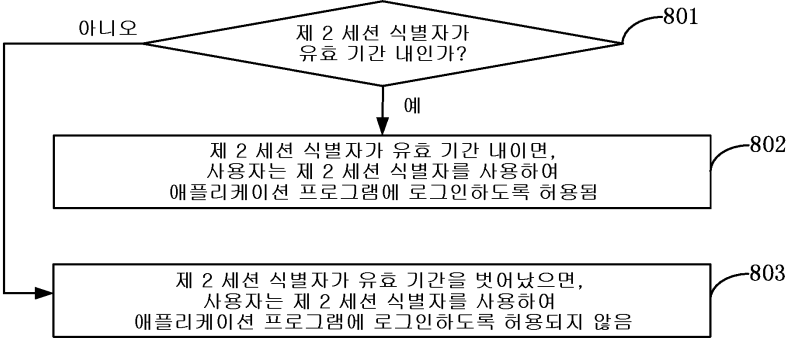 아니오
제 2 세션 식별자가
유효 기간 내인가?
801
예
제 2 세션 식별자가 유효 기간 내이면,
사용자는 제 2 세션 식별자를 사용하여
애플리케이션 프로그램에 로그인하도록 허용됨
802
제 2 세션 식별자가 유효 기간을 벗어났으면,
사용자는 제 2 세션 식별자를 사용하여
애플리케이션 프로그램에 로그인하도록 허용되지 않음
803